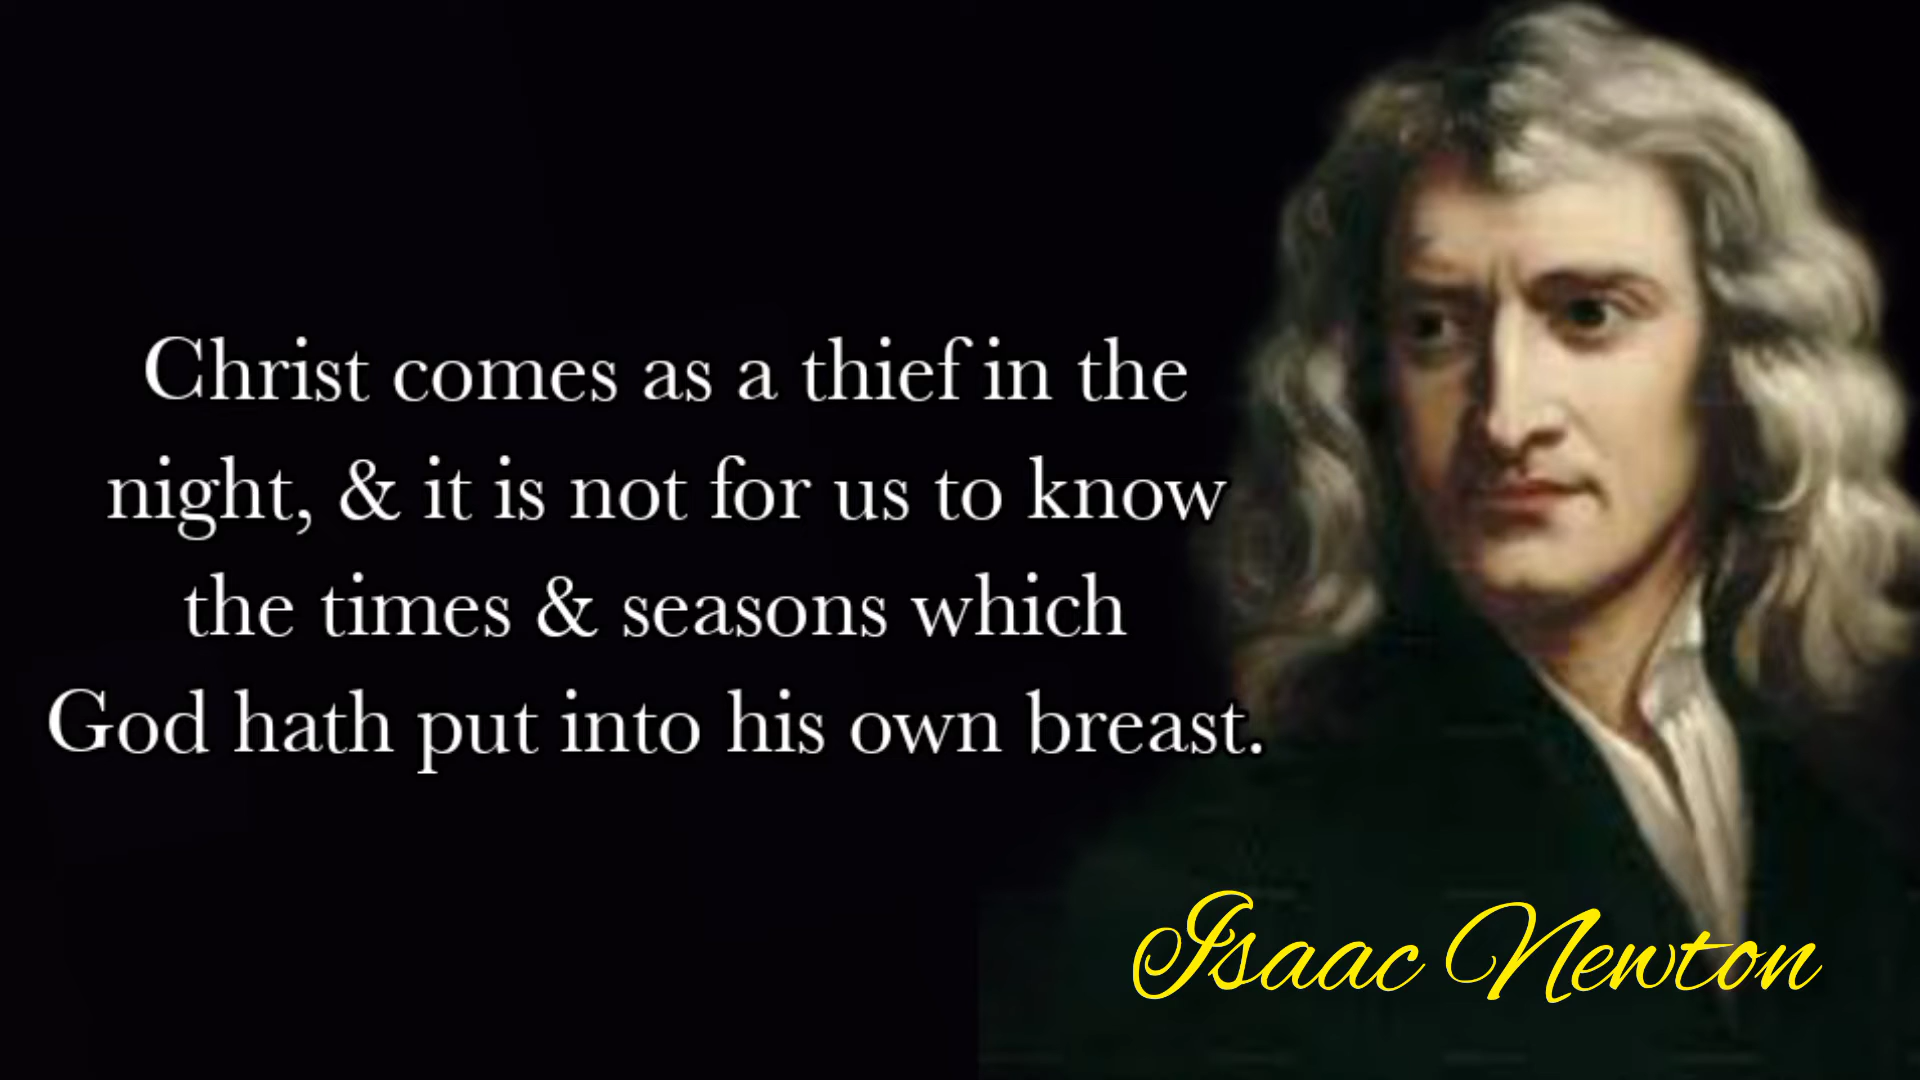 Christ comes as a thief in the
night, & it is not for us to know
the times & seasons which
God hath put into his own breast.
Isaac Newton